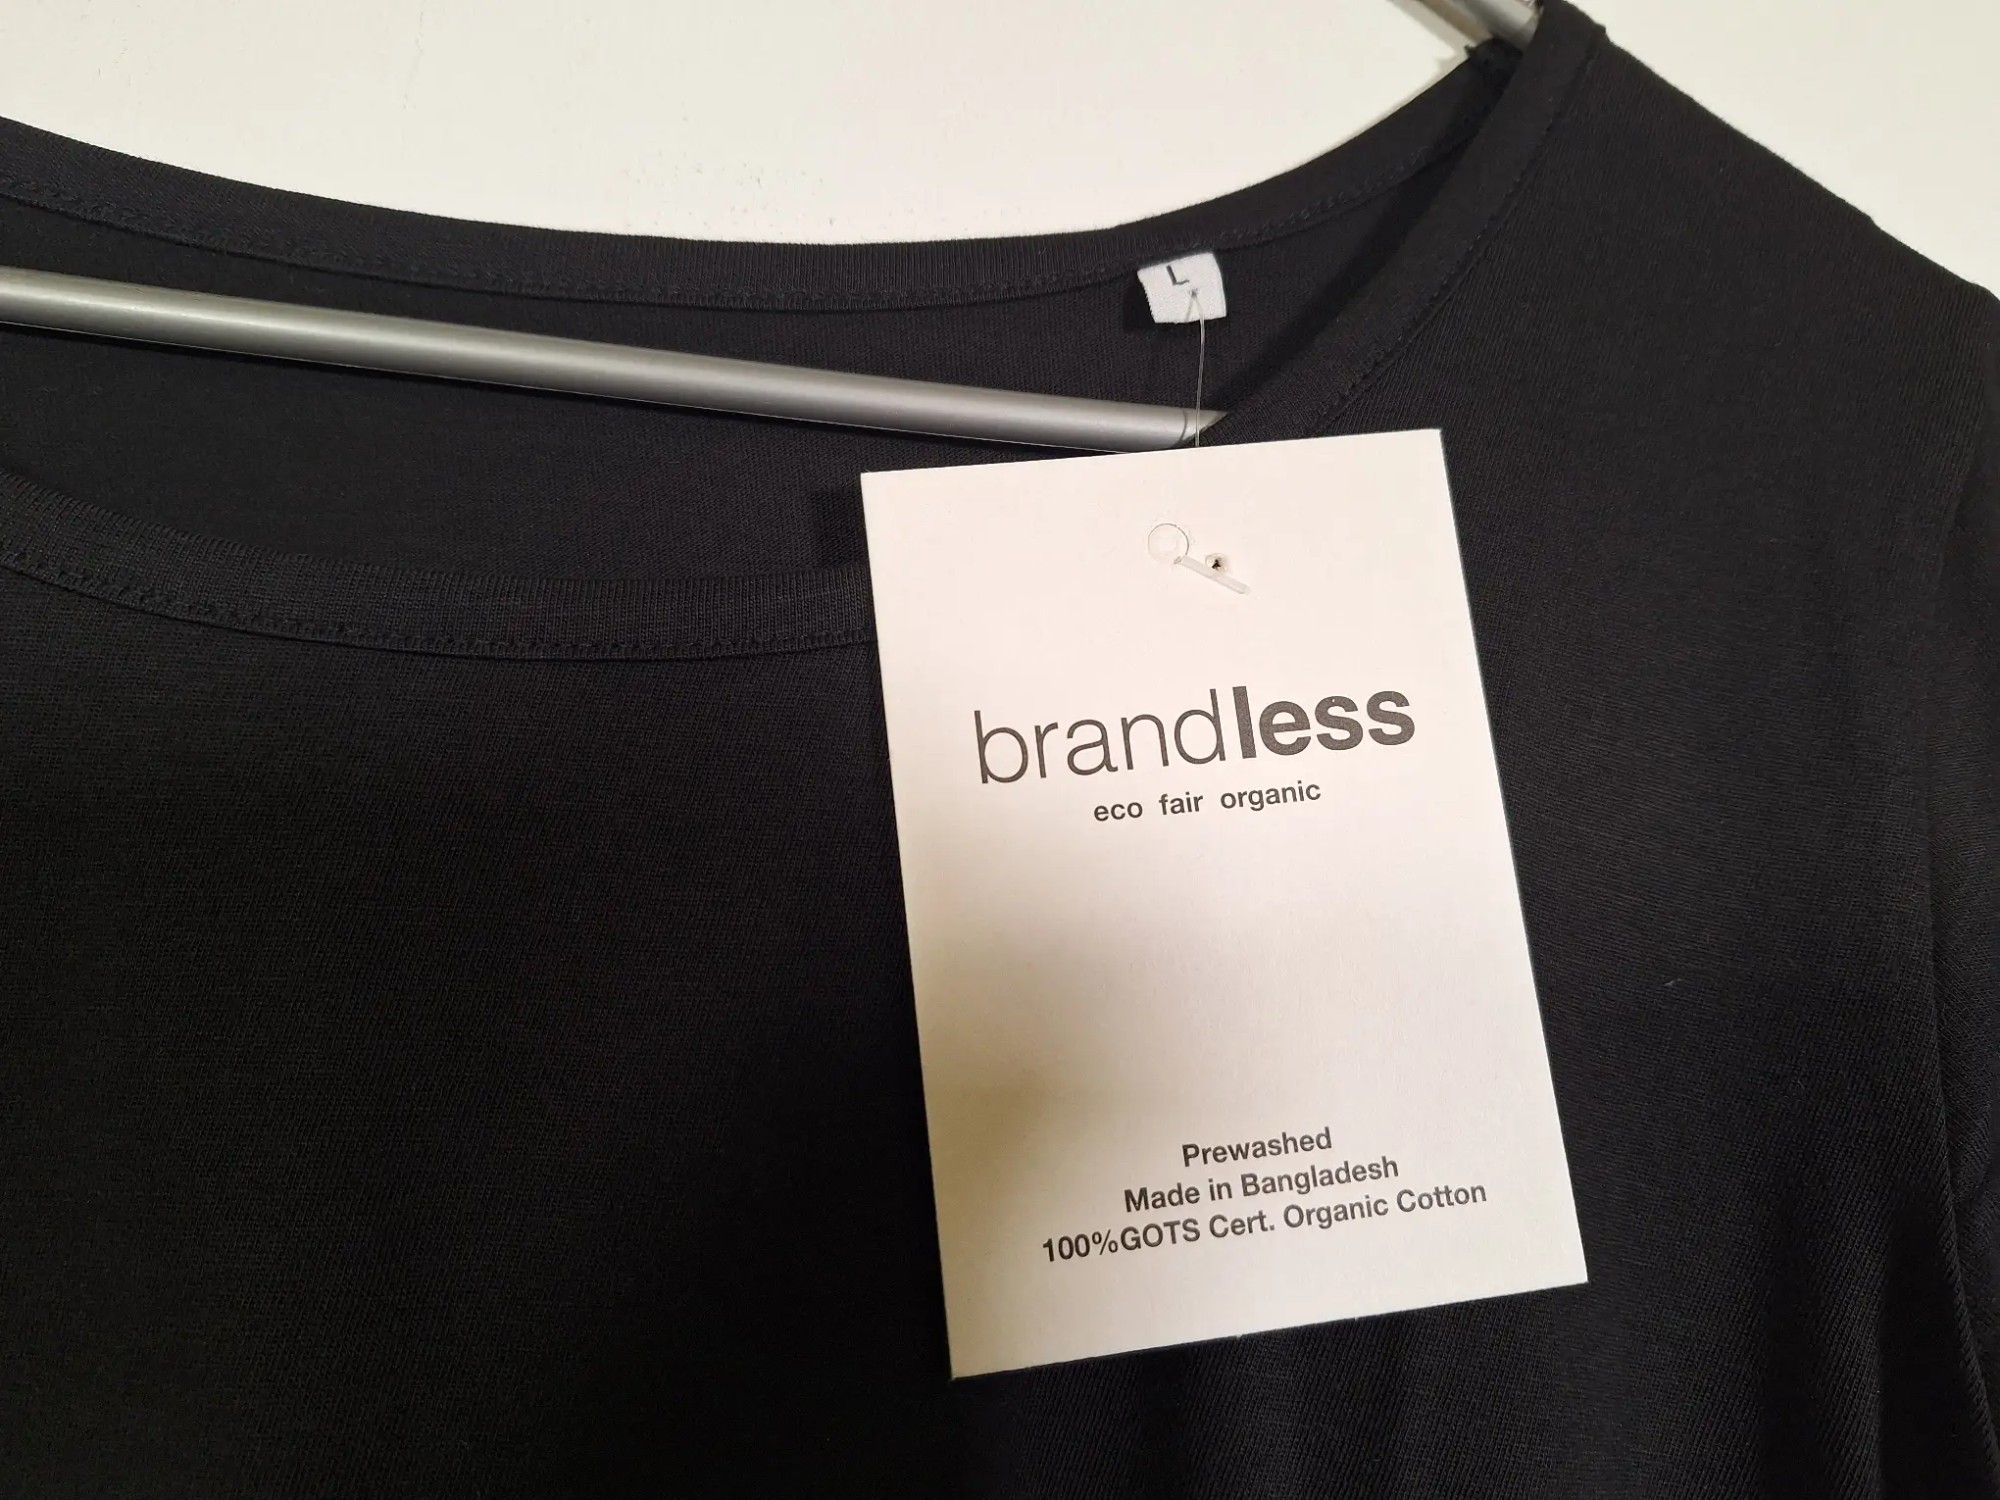 L
brandless
eco fair organic
Prewashed
Made in Bangladesh
100%GOTS Cert. Organic Cotton